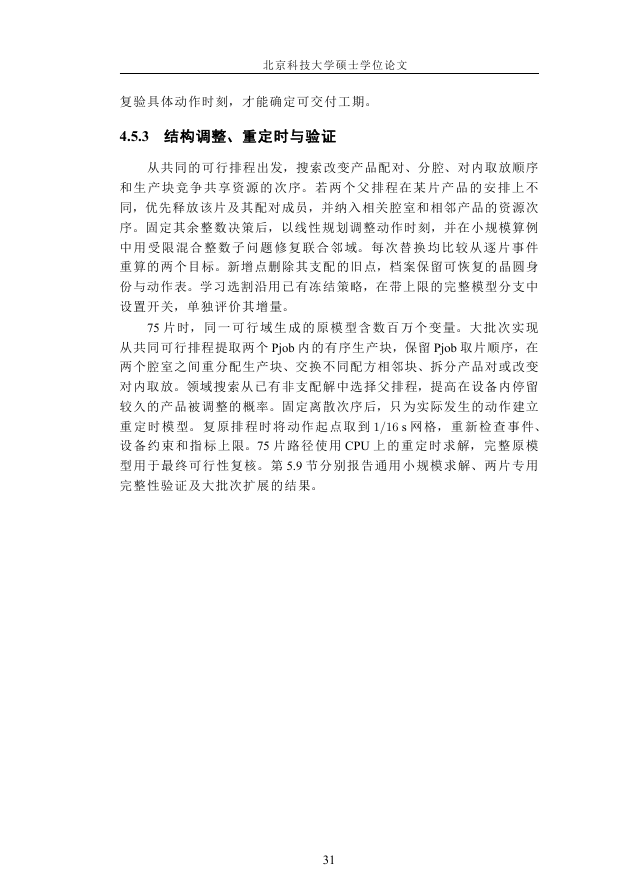 北京科技大学硕士学位论文
复验具体动作时刻，才能确定可交付工期。
4.5.3 结构调整、重定时与验证
从共同的可行排程出发，搜索改变产品配对、分腔、对内取放顺序
和生产块竞争共享资源的次序。若两个父排程在某片产品的安排上不
同，优先释放该片及其配对成员，并纳入相关腔室和相邻产品的资源次
序。固定其余整数决策后，以线性规划调整动作时刻，并在小规模算例
中用受限混合整数子问题修复联合邻域。每次替换均比较从逐片事件
重算的两个目标。新增点删除其支配的旧点，档案保留可恢复的晶圆身
份与动作表。学习选割沿用已有冻结策略，在带上限的完整模型分支中
设置开关，单独评价其增量。
75 片时，同一可行域生成的原模型含数百万个变量。大批次实现
从共同可行排程提取两个 Pjob 内的有序生产块，保留 Pjob 取片顺序，在
两个腔室之间重分配生产块、交换不同配方相邻块、拆分产品对或改变
对内取放。领域搜索从已有非支配解中选择父排程，提高在设备内停留
较久的产品被调整的概率。固定离散次序后，只为实际发生的动作建立
重定时模型。复原排程时将动作起点取到 1/16 s 网格，重新检查事件、
设备约束和指标上限。75 片路径使用 CPU 上的重定时求解，完整原模
型用于最终可行性复核。第 5.9 节分别报告通用小规模求解、两片专用
完整性验证及大批次扩展的结果。
31